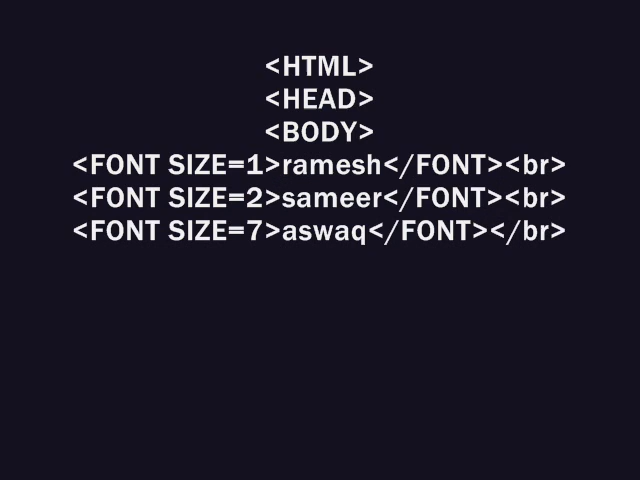 <HTML>
<HEAD>
<BODY>
<FONT SIZE=1>ramesh</FONT><br>
<FONT SIZE=2>sameer</FONT><br>
<FONT SIZE=7>aswaq</FONT></br>